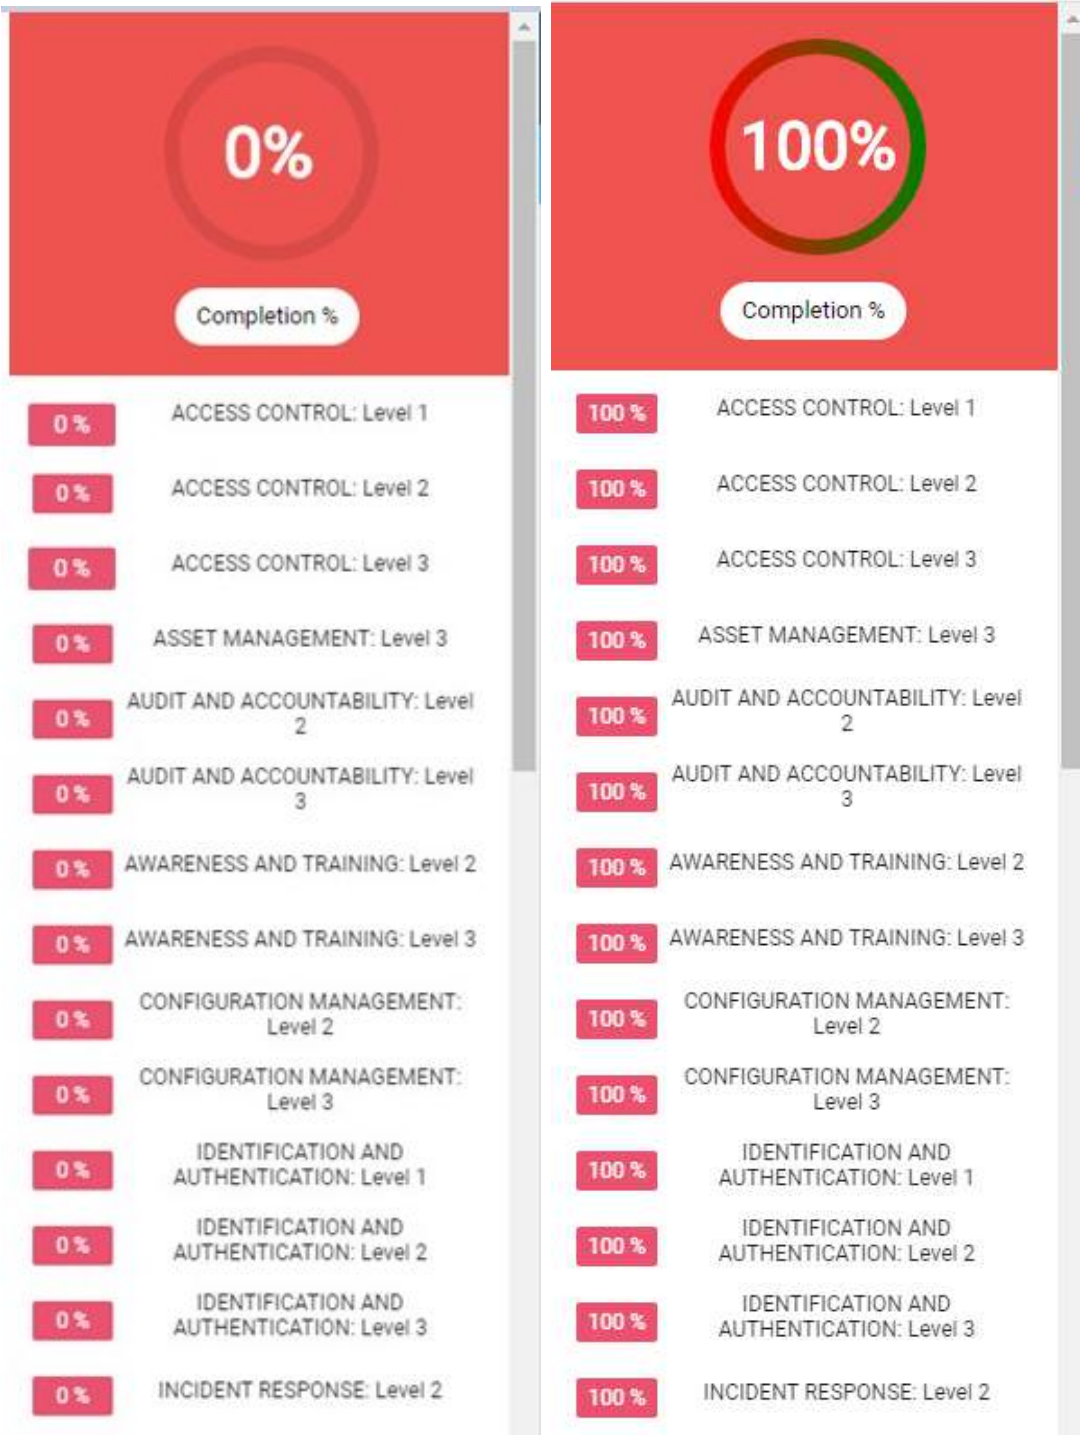 0%
Completion %
0 %
ACCESS CONTROL: Level 1
0 %
ACCESS CONTROL: Level 2
0 %
ACCESS CONTROL: Level 3
0 %
ASSET MANAGEMENT: Level 3
0 %
AUDIT AND ACCOUNTABILITY: Level
2
0 %
AUDIT AND ACCOUNTABILITY: Level
3
0 %
AWARENESS AND TRAINING: Level 2
0 %
AWARENESS AND TRAINING: Level 3
0 %
CONFIGURATION MANAGEMENT:
Level 2
0 %
CONFIGURATION MANAGEMENT:
Level 3
0 %
IDENTIFICATION AND
AUTHENTICATION: Level 1
0 %
IDENTIFICATION AND
AUTHENTICATION: Level 2
0 %
IDENTIFICATION AND
AUTHENTICATION: Level 3
0 %
INCIDENT RESPONSE: Level 2
100%
Completion %
100 %
ACCESS CONTROL: Level 1
100 %
ACCESS CONTROL: Level 2
100 %
ACCESS CONTROL: Level 3
100 %
ASSET MANAGEMENT: Level 3
100 %
AUDIT AND ACCOUNTABILITY: Level
2
100 %
AUDIT AND ACCOUNTABILITY: Level
3
100 %
AWARENESS AND TRAINING: Level 2
100 %
AWARENESS AND TRAINING: Level 3
100 %
CONFIGURATION MANAGEMENT:
Level 2
100 %
CONFIGURATION MANAGEMENT:
Level 3
100 %
IDENTIFICATION AND
AUTHENTICATION: Level 1
100 %
IDENTIFICATION AND
AUTHENTICATION: Level 2
100 %
IDENTIFICATION AND
AUTHENTICATION: Level 3
100 %
INCIDENT RESPONSE: Level 2